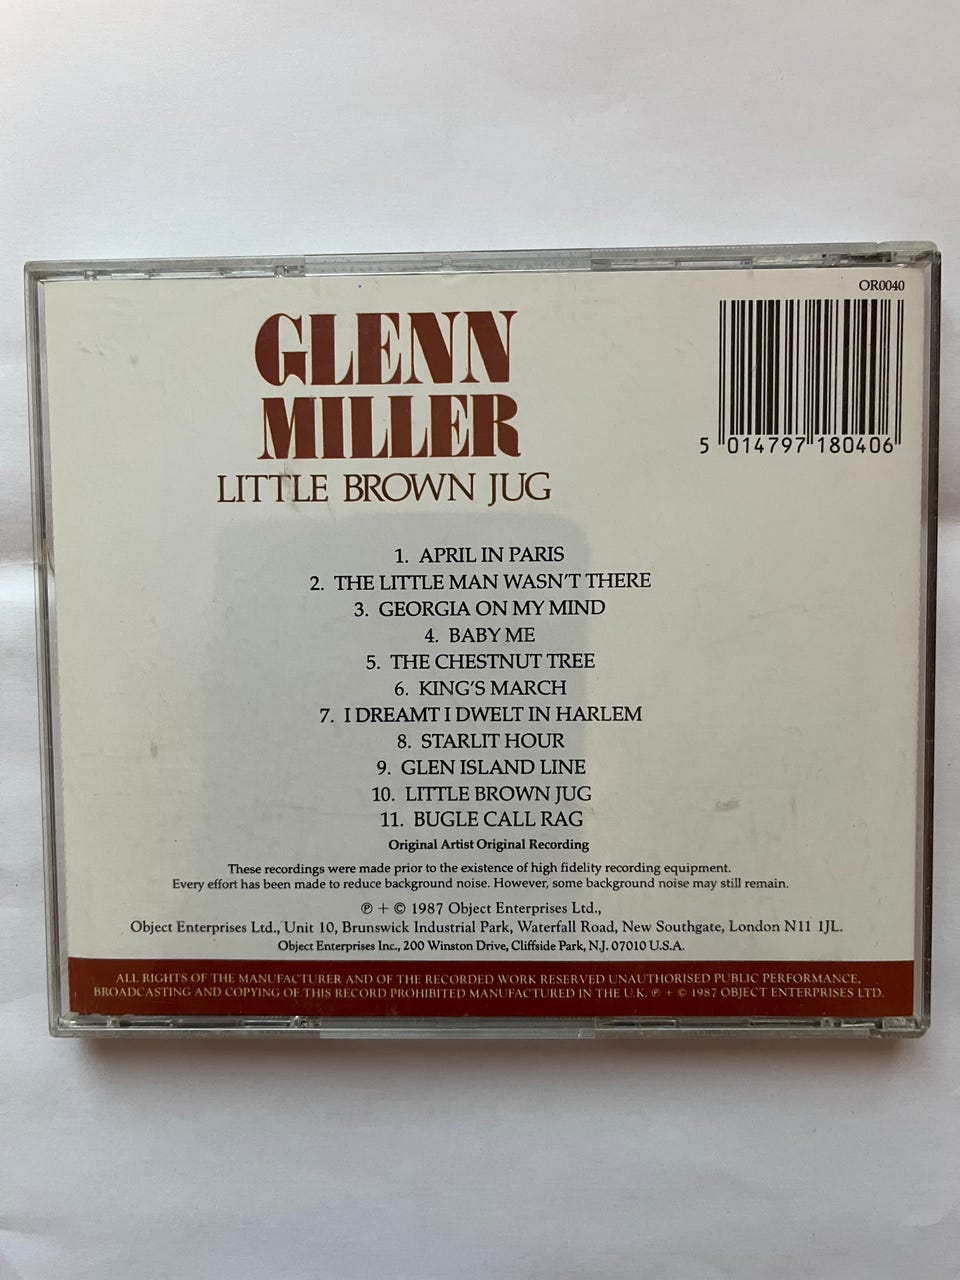 OR0040
GLENN
MILLER
LITTLE BROWN JUG
5 014797 180406
1. APRIL IN PARIS
2. THE LITTLE MAN WASN'T THERE
3. GEORGIA ON MY MIND
4. BABY ME
5. THE CHESTNUT TREE
6. KING'S MARCH
7. I DREAMT I DWELT IN HARLEM
8. STARLIT HOUR
9. GLEN ISLAND LINE
10. LITTLE BROWN JUG
11. BUGLE CALL RAG
Original Artist Original Recording
These recordings were made prior to the existence of high fidelity recording equipment.
Every effort has been made to reduce background noise. However, some background noise may still remain.
℗ + © 1987 Object Enterprises Ltd.,
Object Enterprises Ltd., Unit 10, Brunswick Industrial Park, Waterfall Road, New Southgate, London N11 1JL.
Object Enterprises Inc., 200 Winston Drive, Cliffside Park, N.J. 07010 U.S.A.
ALL RIGHTS OF THE MANUFACTURER AND OF THE RECORDED WORK RESERVED UNAUTHORISED PUBLIC PERFORMANCE,
BROADCASTING AND COPYING OF THIS RECORD PROHIBITED MANUFACTURED IN THE U.K. ℗ + © 1987 OBJECT ENTERPRISES LTD.